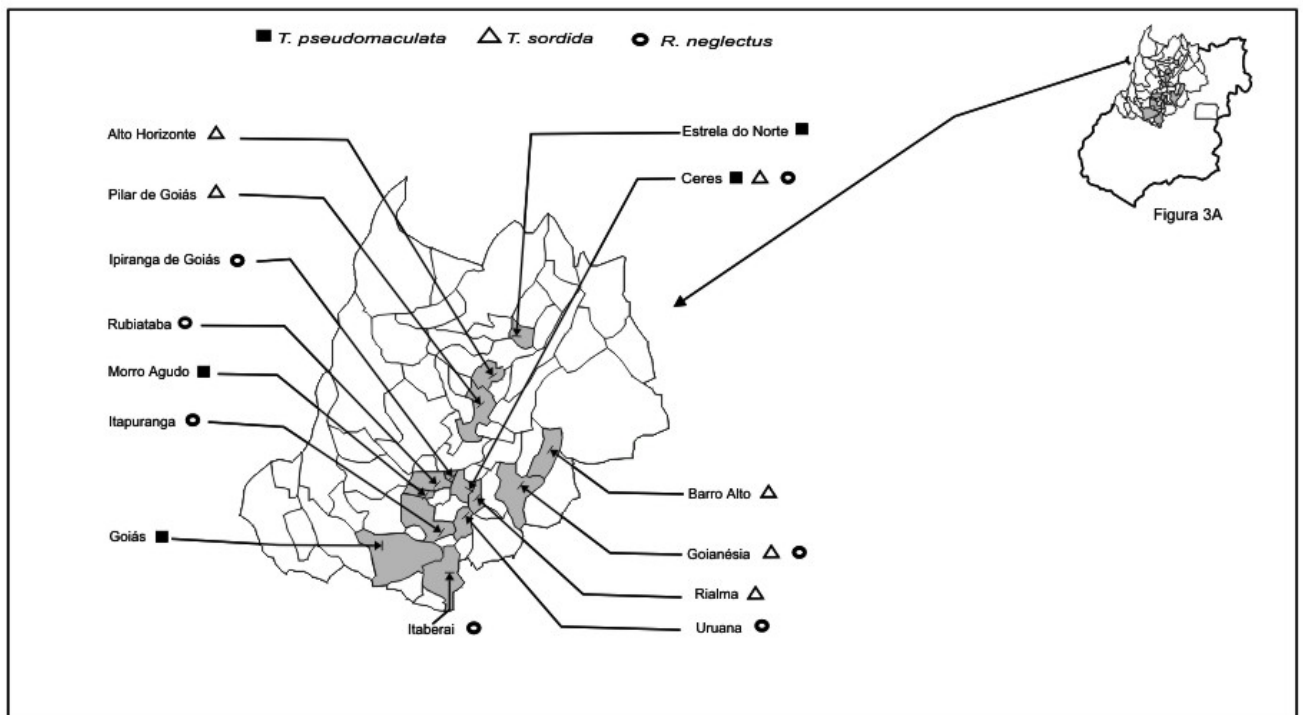 T. pseudomaculata T. sordida R. neglectus
Figura 3A
Alto Horizonte
Pilar de Goiás
Ipiranga de Goiás
Rubiataba
Morro Agudo
Itapuranga
Goiás
Itaberai
Estrela do Norte
Ceres
Barro Alto
Goianésia
Rialma
Uruana